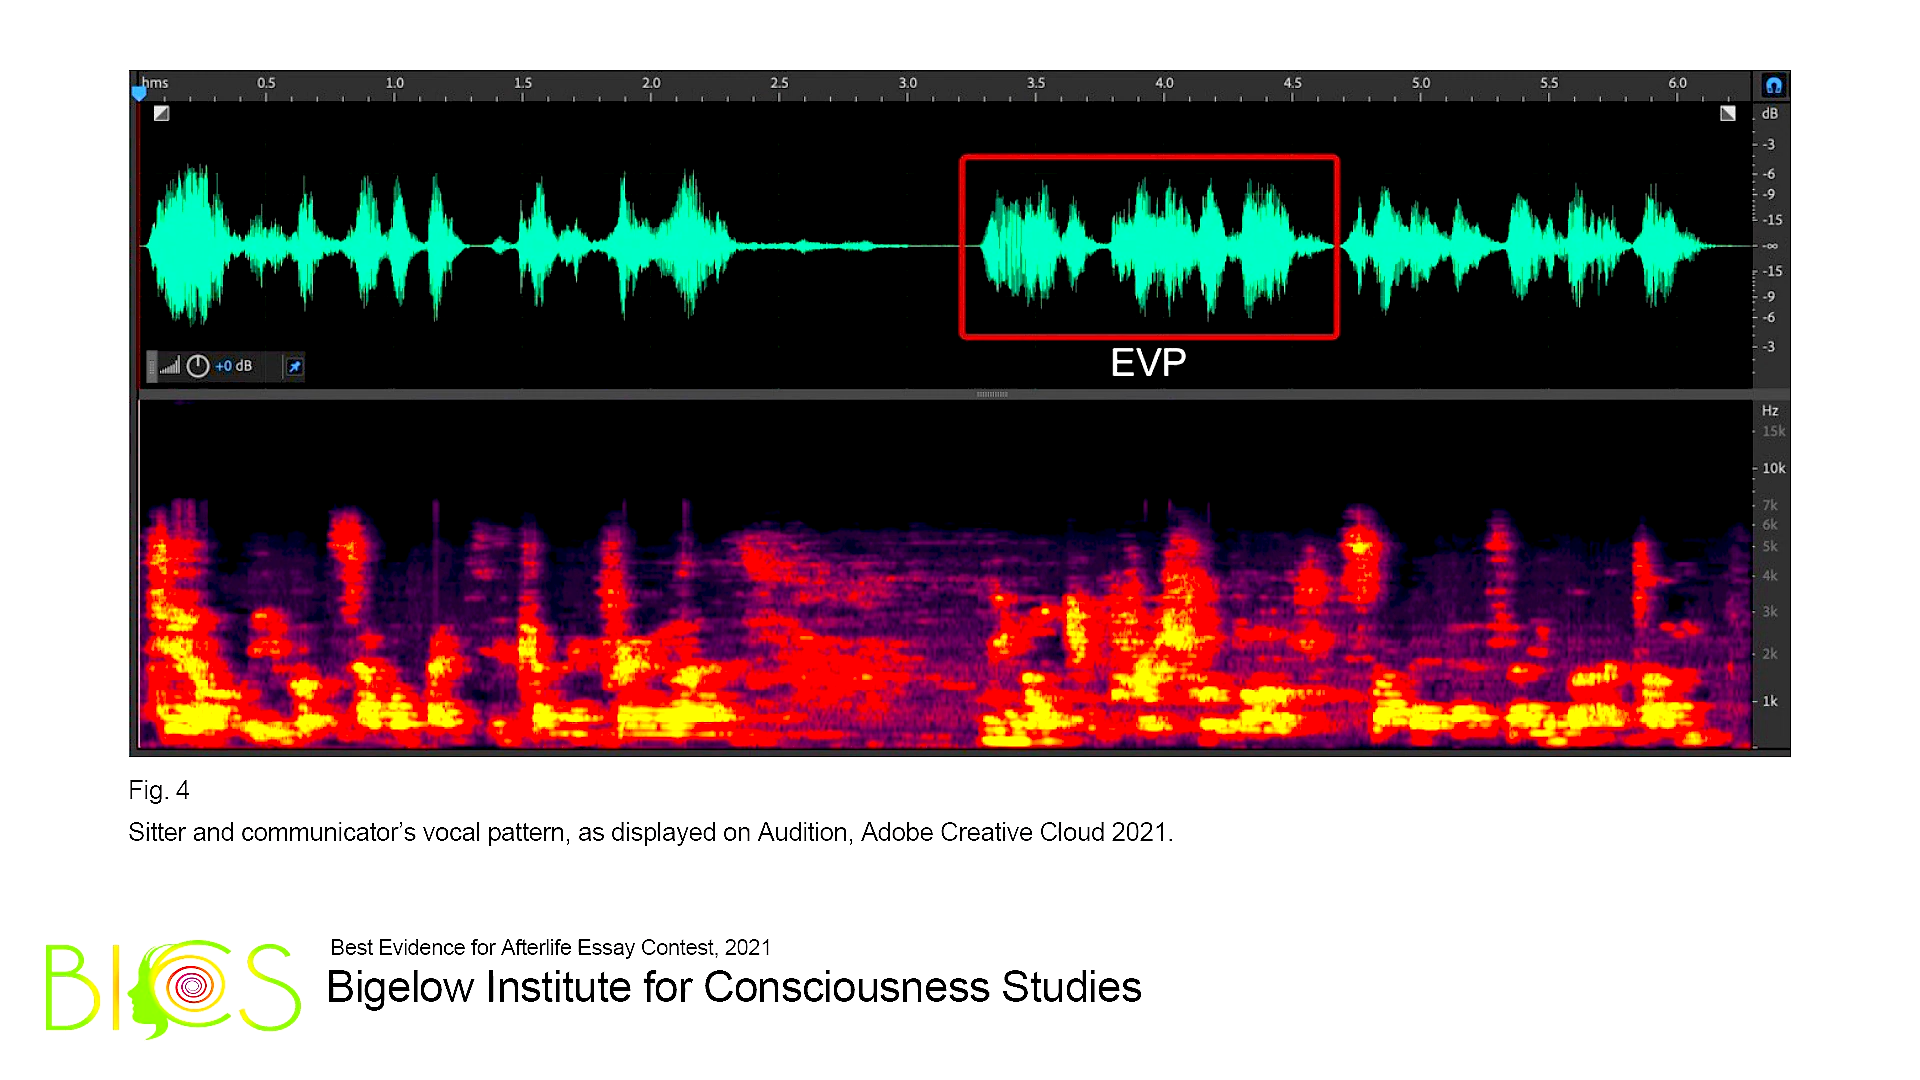 hms 0.5 1.0 1.5 2.0 2.5 3.0 3.5 4.0 4.5 5.0 5.5 6.0
dB
-3
-6
-9
-15
-∞
-15
-9
-6
-3
EVP
+0 dB
Hz
15k
10k
7k
6k
5k
4k
3k
2k
1k
Fig. 4
Sitter and communicator’s vocal pattern, as displayed on Audition, Adobe Creative Cloud 2021.
BICS
Best Evidence for Afterlife Essay Contest, 2021
Bigelow Institute for Consciousness Studies